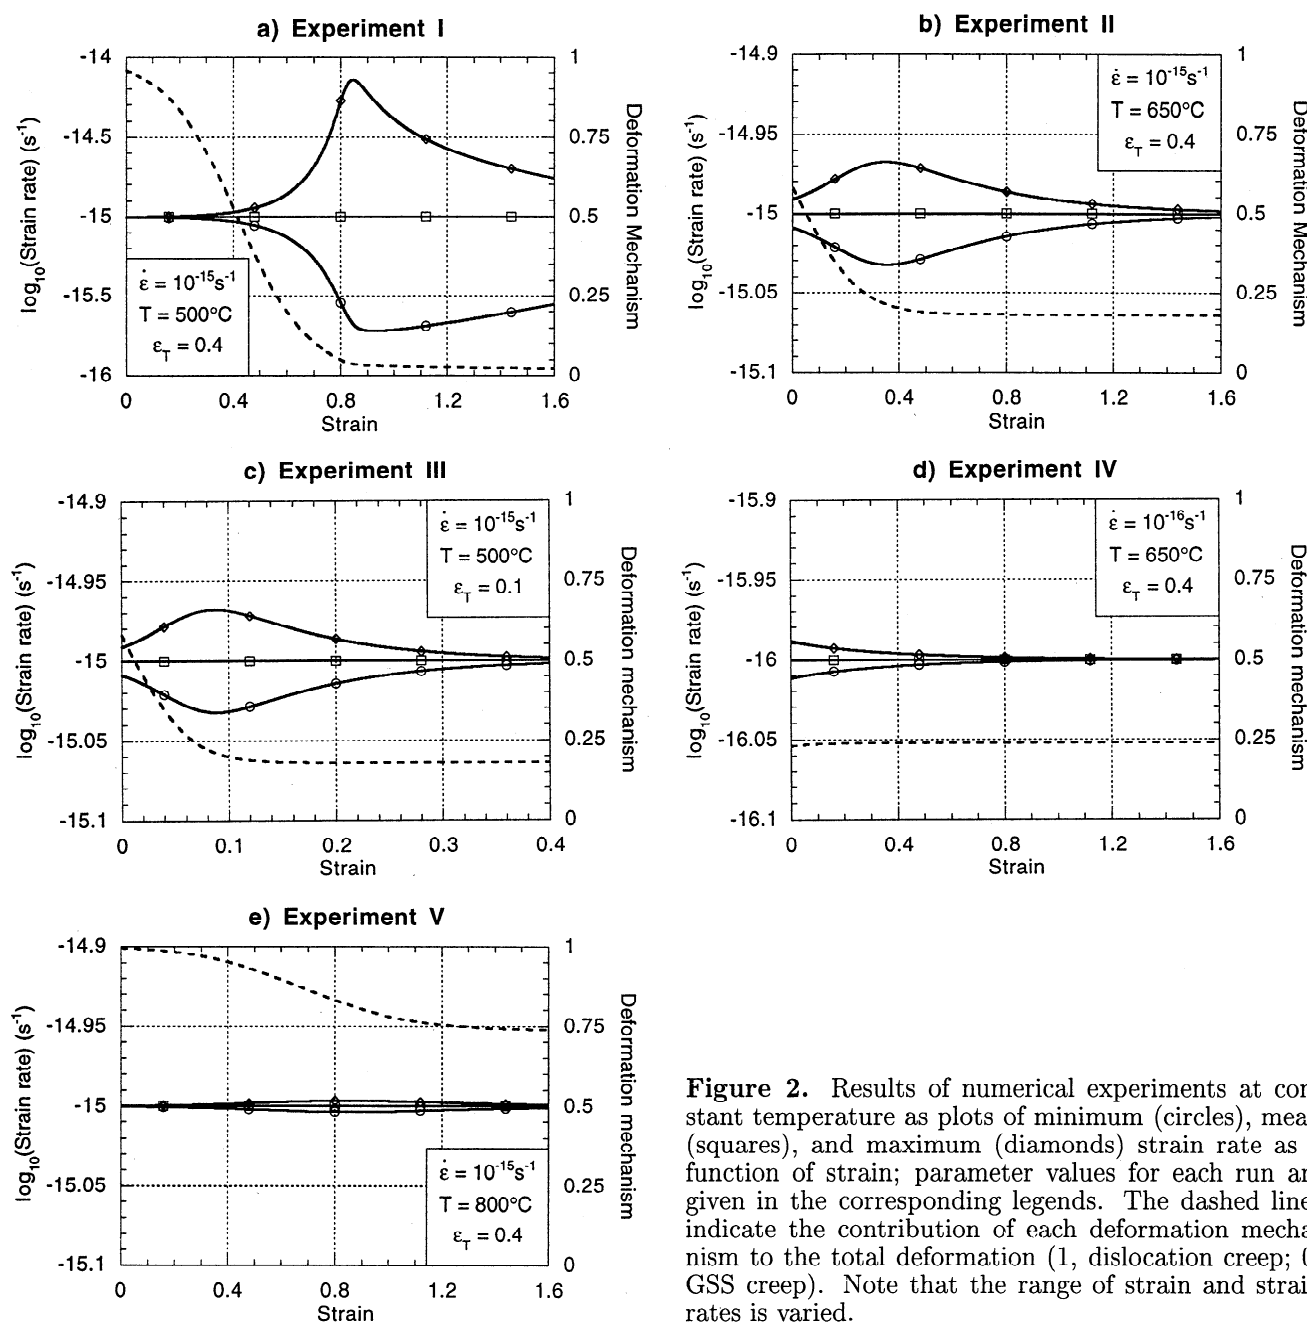 a) Experiment I
-14
-14.5
-15
-15.5
-16
log10(Strain rate) (s-1)
1
0.75
0.5
0.25
0
Deformation Mechanism
ε̇ = 10-15s-1
T = 500°C
εT = 0.4
0 0.4 0.8 1.2 1.6
Strain
b) Experiment II
-14.9
-14.95
-15
-15.05
-15.1
log10(Strain rate) (s-1)
1
0.75
0.5
0.25
0
Deformation Mechanism
ε̇ = 10-15s-1
T = 650°C
εT = 0.4
0 0.4 0.8 1.2 1.6
Strain
c) Experiment III
-14.9
-14.95
-15
-15.05
-15.1
log10(Strain rate) (s-1)
1
0.75
0.5
0.25
0
Deformation mechanism
ε̇ = 10-15s-1
T = 500°C
εT = 0.1
0 0.1 0.2 0.3 0.4
Strain
d) Experiment IV
-15.9
-15.95
-16
-16.05
-16.1
log10(Strain rate) (s-1)
1
0.75
0.5
0.25
0
Deformation mechanism
ε̇ = 10-16s-1
T = 650°C
εT = 0.4
0 0.4 0.8 1.2 1.6
Strain
e) Experiment V
-14.9
-14.95
-15
-15.05
-15.1
log10(Strain rate) (s-1)
1
0.75
0.5
0.25
0
Deformation mechanism
ε̇ = 10-15s-1
T = 800°C
εT = 0.4
0 0.4 0.8 1.2 1.6
Strain
Figure 2. Results of numerical experiments at con
stant temperature as plots of minimum (circles), mea
(squares), and maximum (diamonds) strain rate as
function of strain; parameter values for each run ar
given in the corresponding legends. The dashed line
indicate the contribution of each deformation mecha
nism to the total deformation (1, dislocation creep; 0
GSS creep). Note that the range of strain and strain
rates is varied.